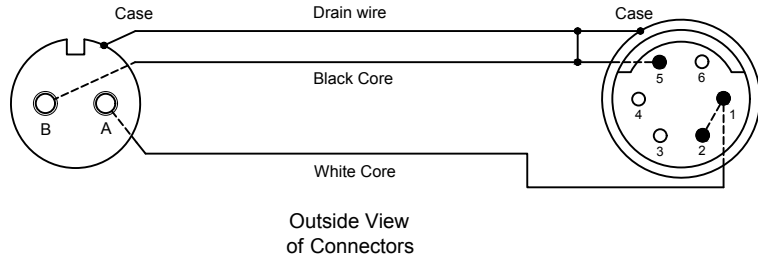 Case
Drain wire
Case
Black Core
5
6
B
A
4
1
3
2
White Core
Outside View
of Connectors